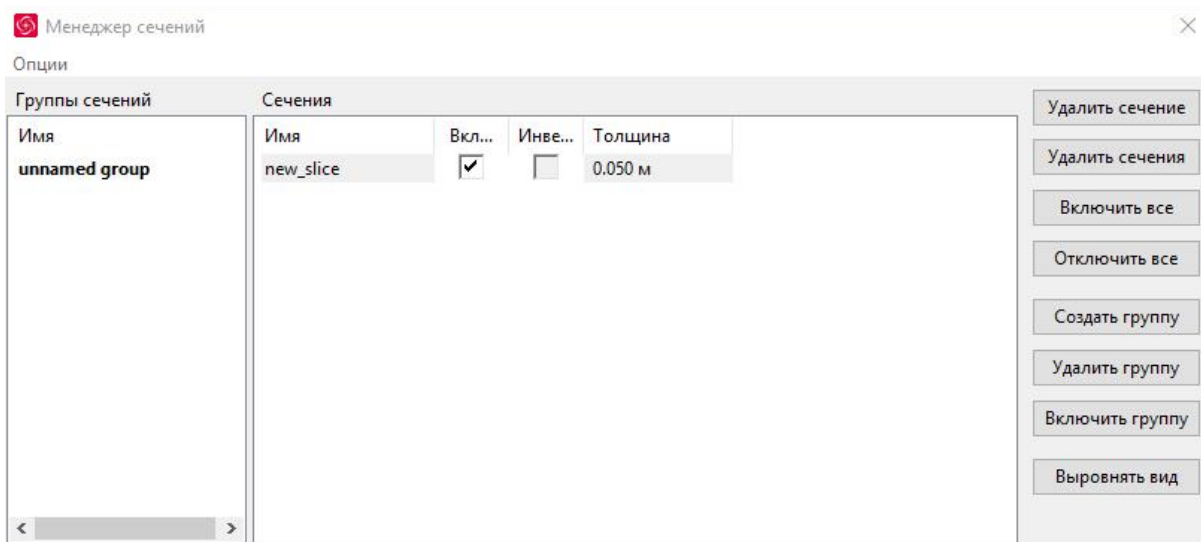 Менеджер сечений
Опции
Группы сечений
Имя
unnamed group
Сечения
Имя Вкл... Инве... Толщина
new_slice 0.050 м
Удалить сечение
Удалить сечения
Включить все
Отключить все
Создать группу
Удалить группу
Включить группу
Выровнять вид